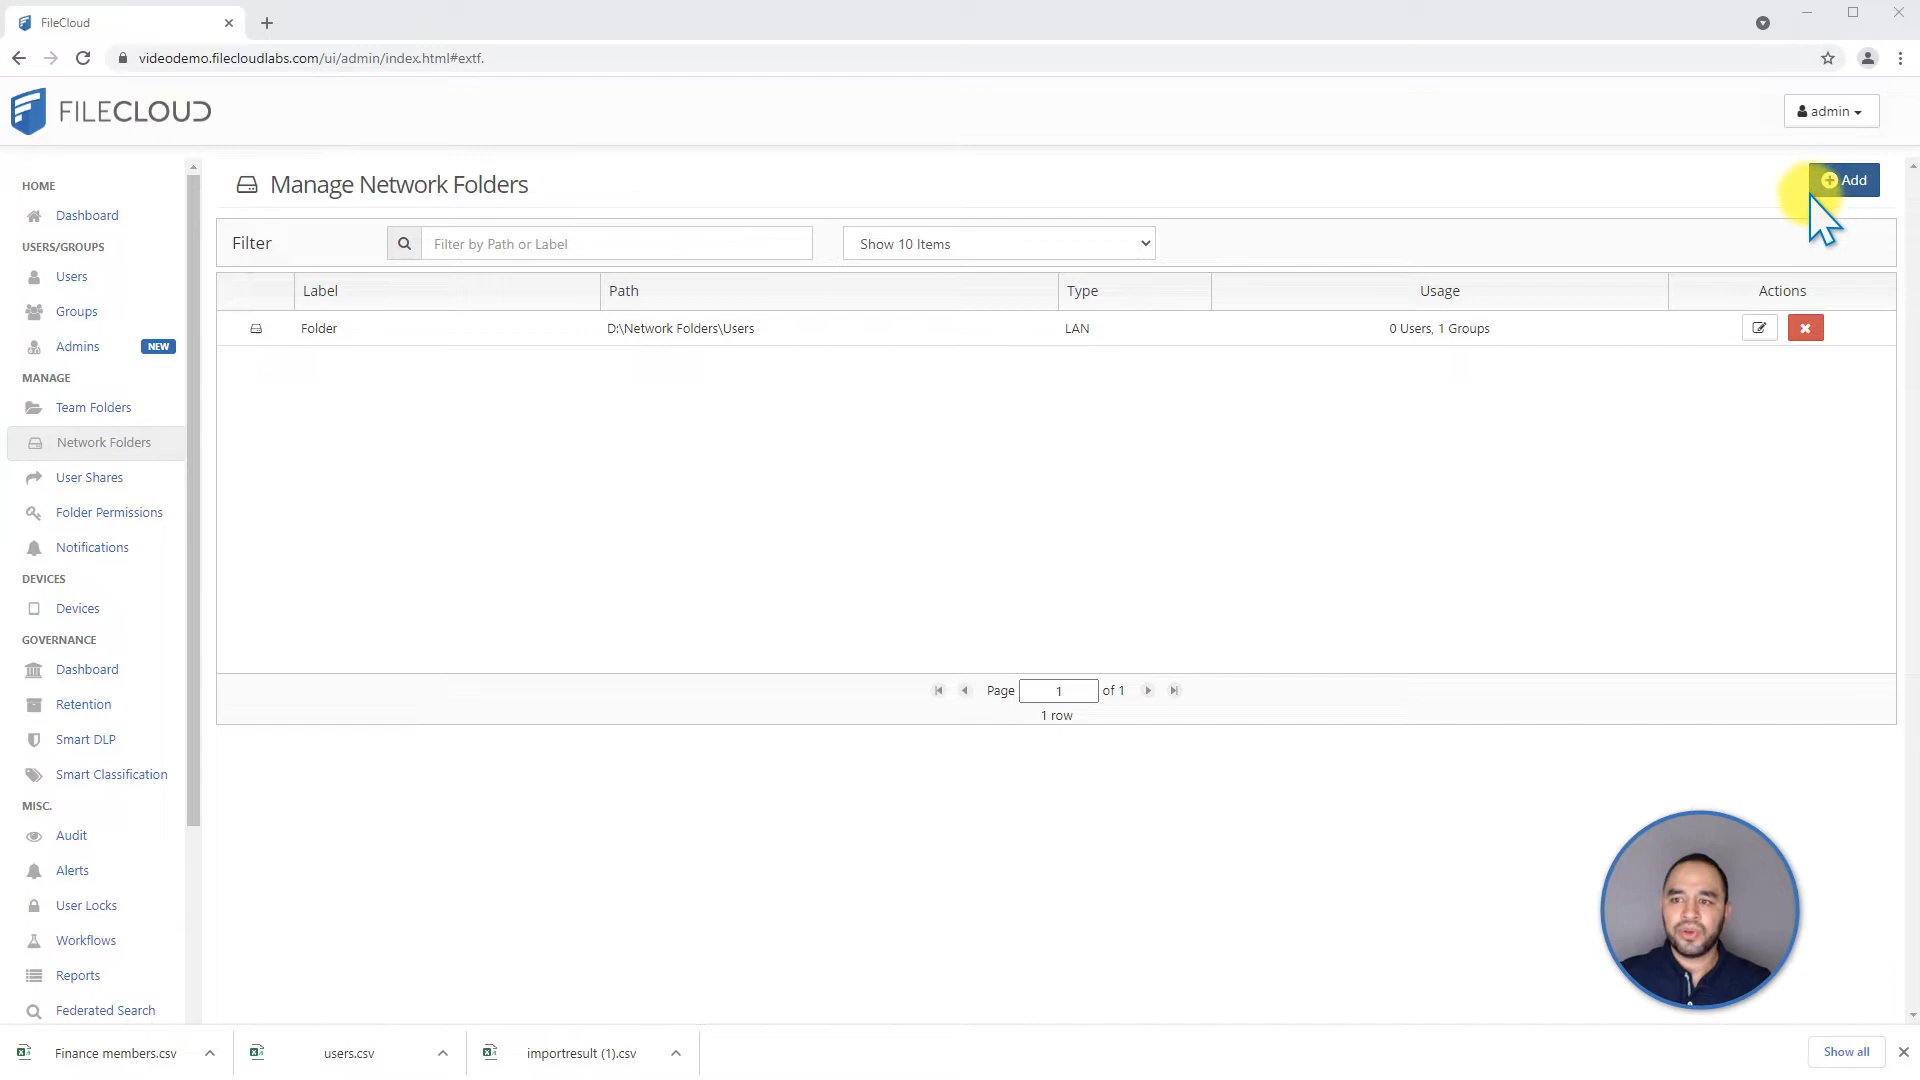 FileCloud
videodemo.filecloudlabs.com/ui/admin/index.html#extf.
FILECLOUD
admin
HOME
Dashboard
USERS/GROUPS
Users
Groups
Admins NEW
MANAGE
Team Folders
Network Folders
User Shares
Folder Permissions
Notifications
DEVICES
Devices
GOVERNANCE
Dashboard
Retention
Smart DLP
Smart Classification
MISC.
Audit
Alerts
User Locks
Workflows
Reports
Federated Search
Manage Network Folders
Add
Filter Filter by Path or Label Show 10 Items
Label Path Type Usage Actions
Folder D:\Network Folders\Users LAN 0 Users, 1 Groups
Page 1 of 1
1 row
Finance members.csv users.csv importresult (1).csv Show all